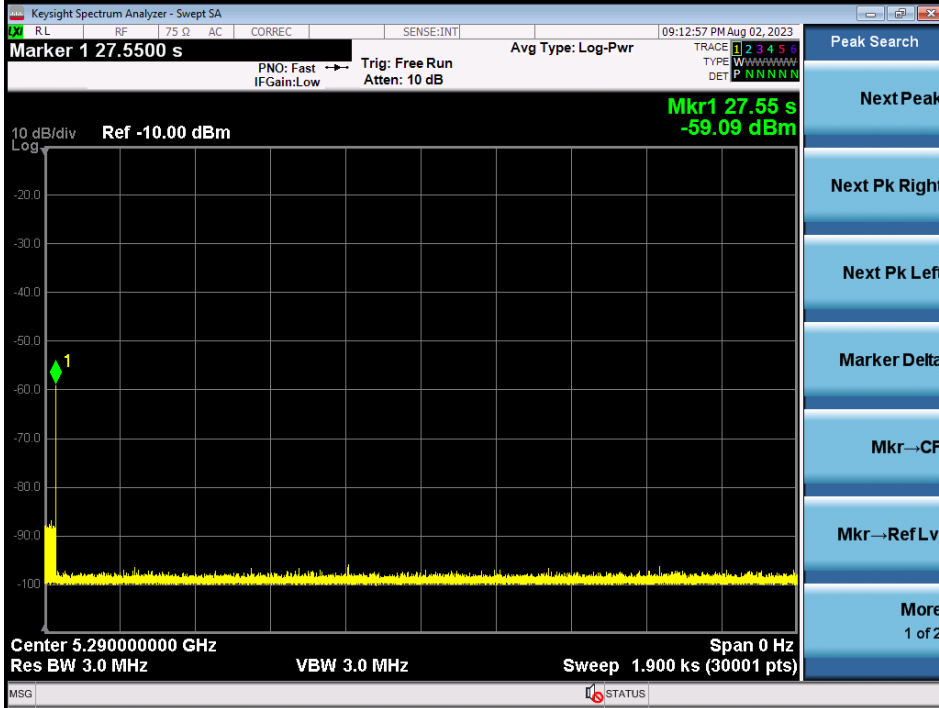 Keysight Spectrum Analyzer - Swept SA
LXI RL RF 75 Ω AC CORREC SENSE:INT 09:12:57 PM Aug 02, 2023
Marker 1 27.5500 s
PNO: Fast
IFGain:Low
Trig: Free Run
Atten: 10 dB
Avg Type: Log-Pwr
TRACE 1 2 3 4 5 6
TYPE WWWWWW
DET P N N N N N
Mkr1 27.55 s
-59.09 dBm
10 dB/div Ref -10.00 dBm
Log
-20.0
-30.0
-40.0
-50.0
1
-60.0
-70.0
-80.0
-90.0
-100
Center 5.290000000 GHz Span 0 Hz
Res BW 3.0 MHz VBW 3.0 MHz Sweep 1.900 ks (30001 pts)
MSG STATUS
Peak Search
Next Peak
Next Pk Right
Next Pk Left
Marker Delta
Mkr→CF
Mkr→Ref Lv
More
1 of 2